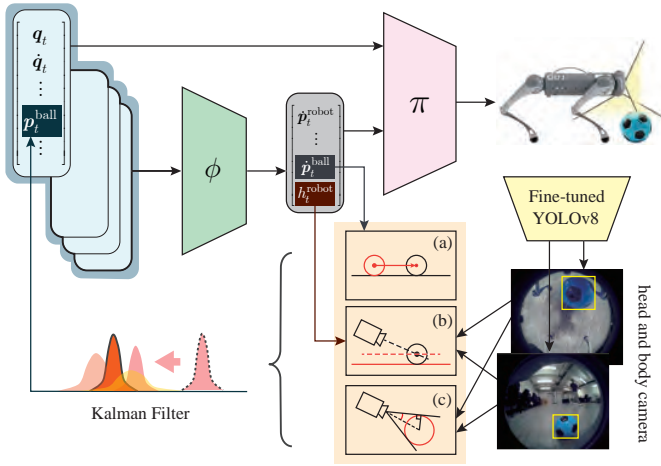 q_t
q̇_t
⋮
p_t^ball
⋮
ϕ
ṗ_t^robot
⋮
ṗ_t^ball
h_t^robot
π
GO1
Fine-tuned
YOLOv8
(a)
(b)
(c)
head and body camera
Kalman Filter